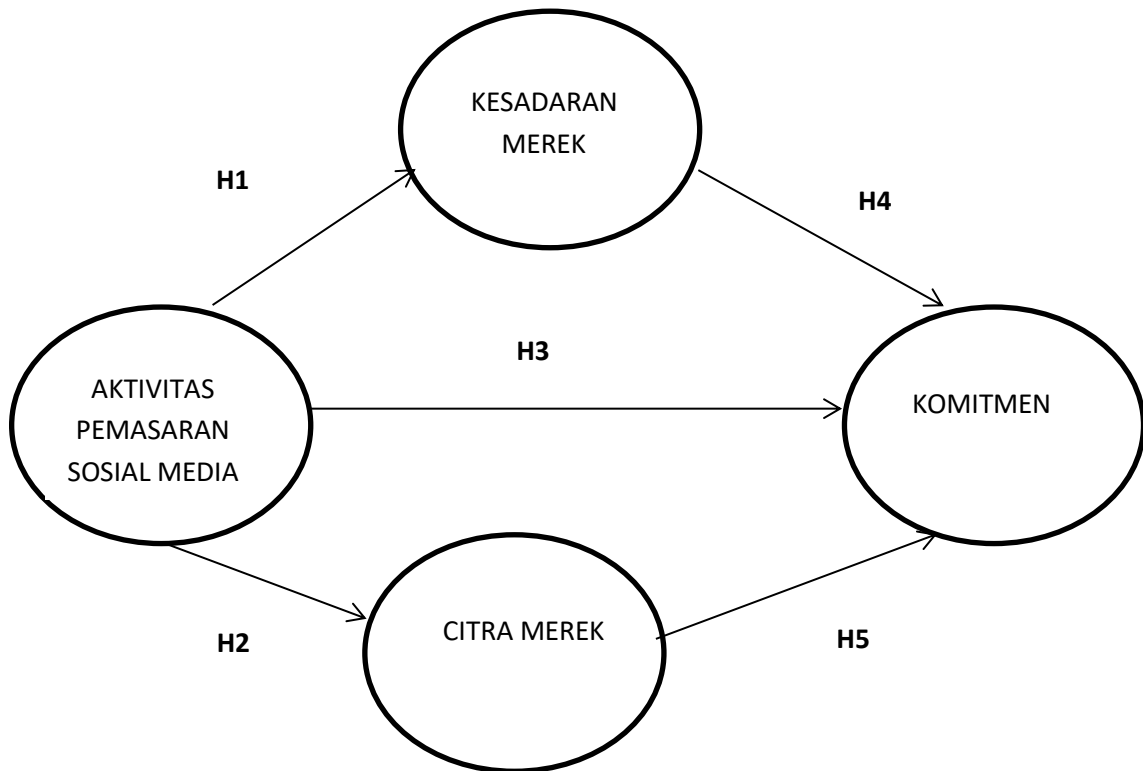 KESADARAN
MEREK
H1
H4
H3
AKTIVITAS
PEMASARAN
SOSIAL MEDIA
KOMITMEN
CITRA MEREK
H2
H5